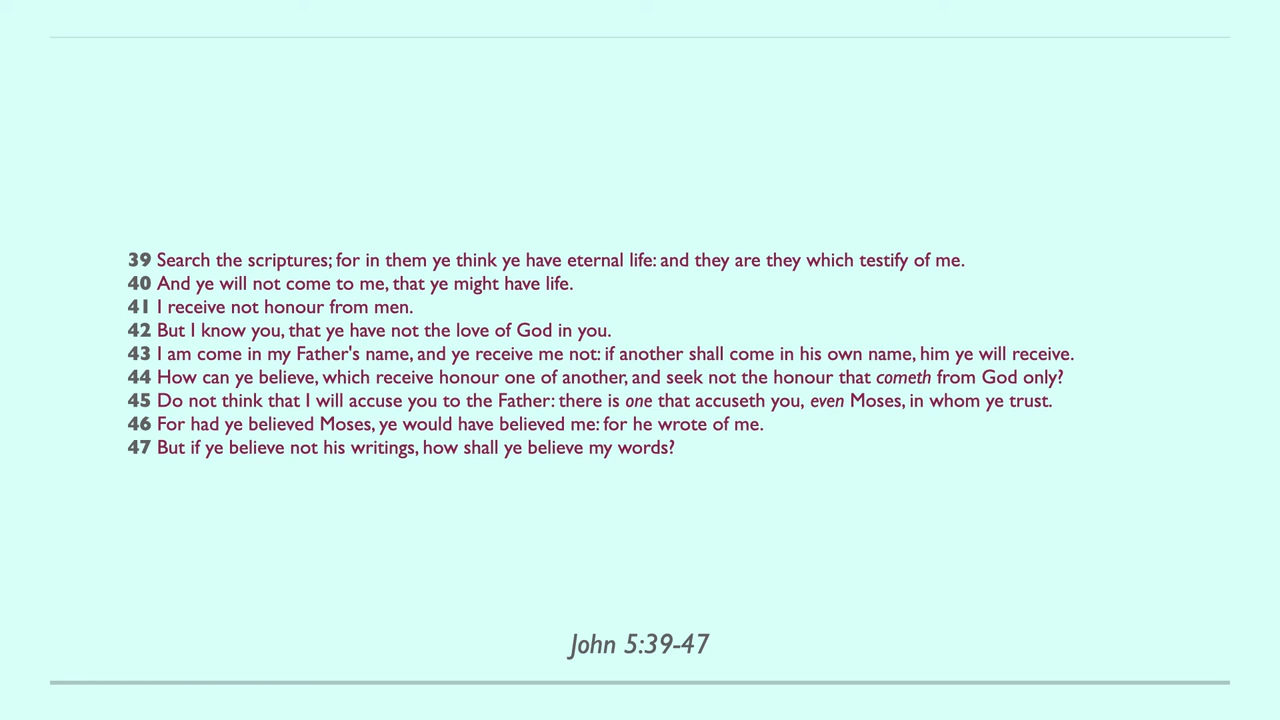 39 Search the scriptures; for in them ye think ye have eternal life: and they are they which testify of me.
40 And ye will not come to me, that ye might have life.
41 I receive not honour from men.
42 But I know you, that ye have not the love of God in you.
43 I am come in my Father's name, and ye receive me not: if another shall come in his own name, him ye will receive.
44 How can ye believe, which receive honour one of another, and seek not the honour that cometh from God only?
45 Do not think that I will accuse you to the Father: there is one that accuseth you, even Moses, in whom ye trust.
46 For had ye believed Moses, ye would have believed me: for he wrote of me.
47 But if ye believe not his writings, how shall ye believe my words?
John 5:39-47